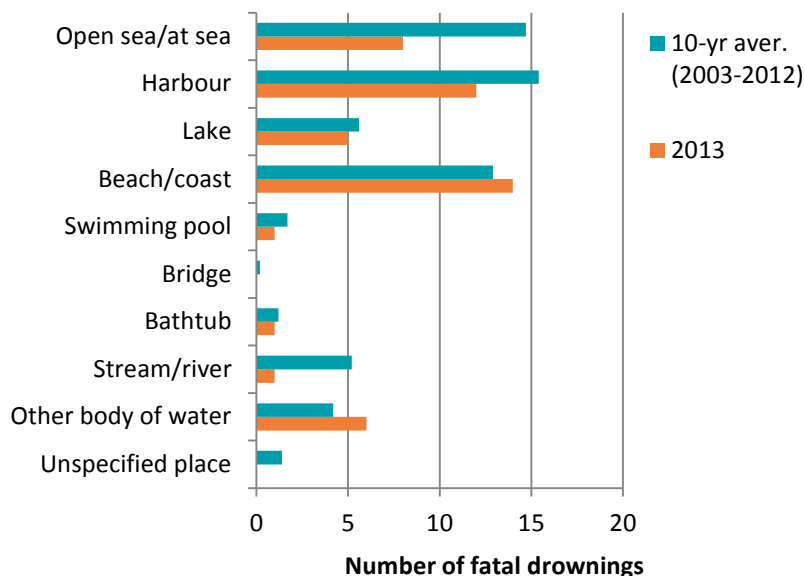 Open sea/at sea
Harbour
Lake
Beach/coast
Swimming pool
Bridge
Bathtub
Stream/river
Other body of water
Unspecified place
0 5 10 15 20
Number of fatal drownings
10-yr aver.
(2003-2012)
2013